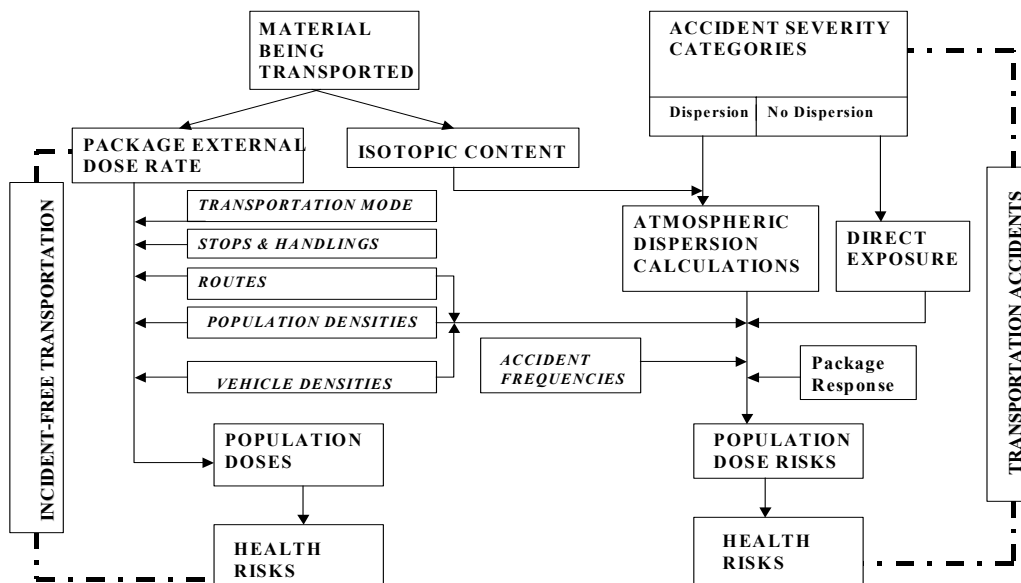 MATERIAL
BEING
TRANSPORTED
ACCIDENT SEVERITY
CATEGORIES
Dispersion
No Dispersion
PACKAGE EXTERNAL
DOSE RATE
ISOTOPIC CONTENT
INCIDENT-FREE TRANSPORTATION
TRANSPORTATION MODE
STOPS & HANDLINGS
ROUTES
POPULATION DENSITIES
VEHICLE DENSITIES
ATMOSPHERIC
DISPERSION
CALCULATIONS
DIRECT
EXPOSURE
TRANSPORTATION ACCIDENTS
ACCIDENT
FREQUENCIES
Package
Response
POPULATION
DOSES
POPULATION
DOSE RISKS
HEALTH
RISKS
HEALTH
RISKS